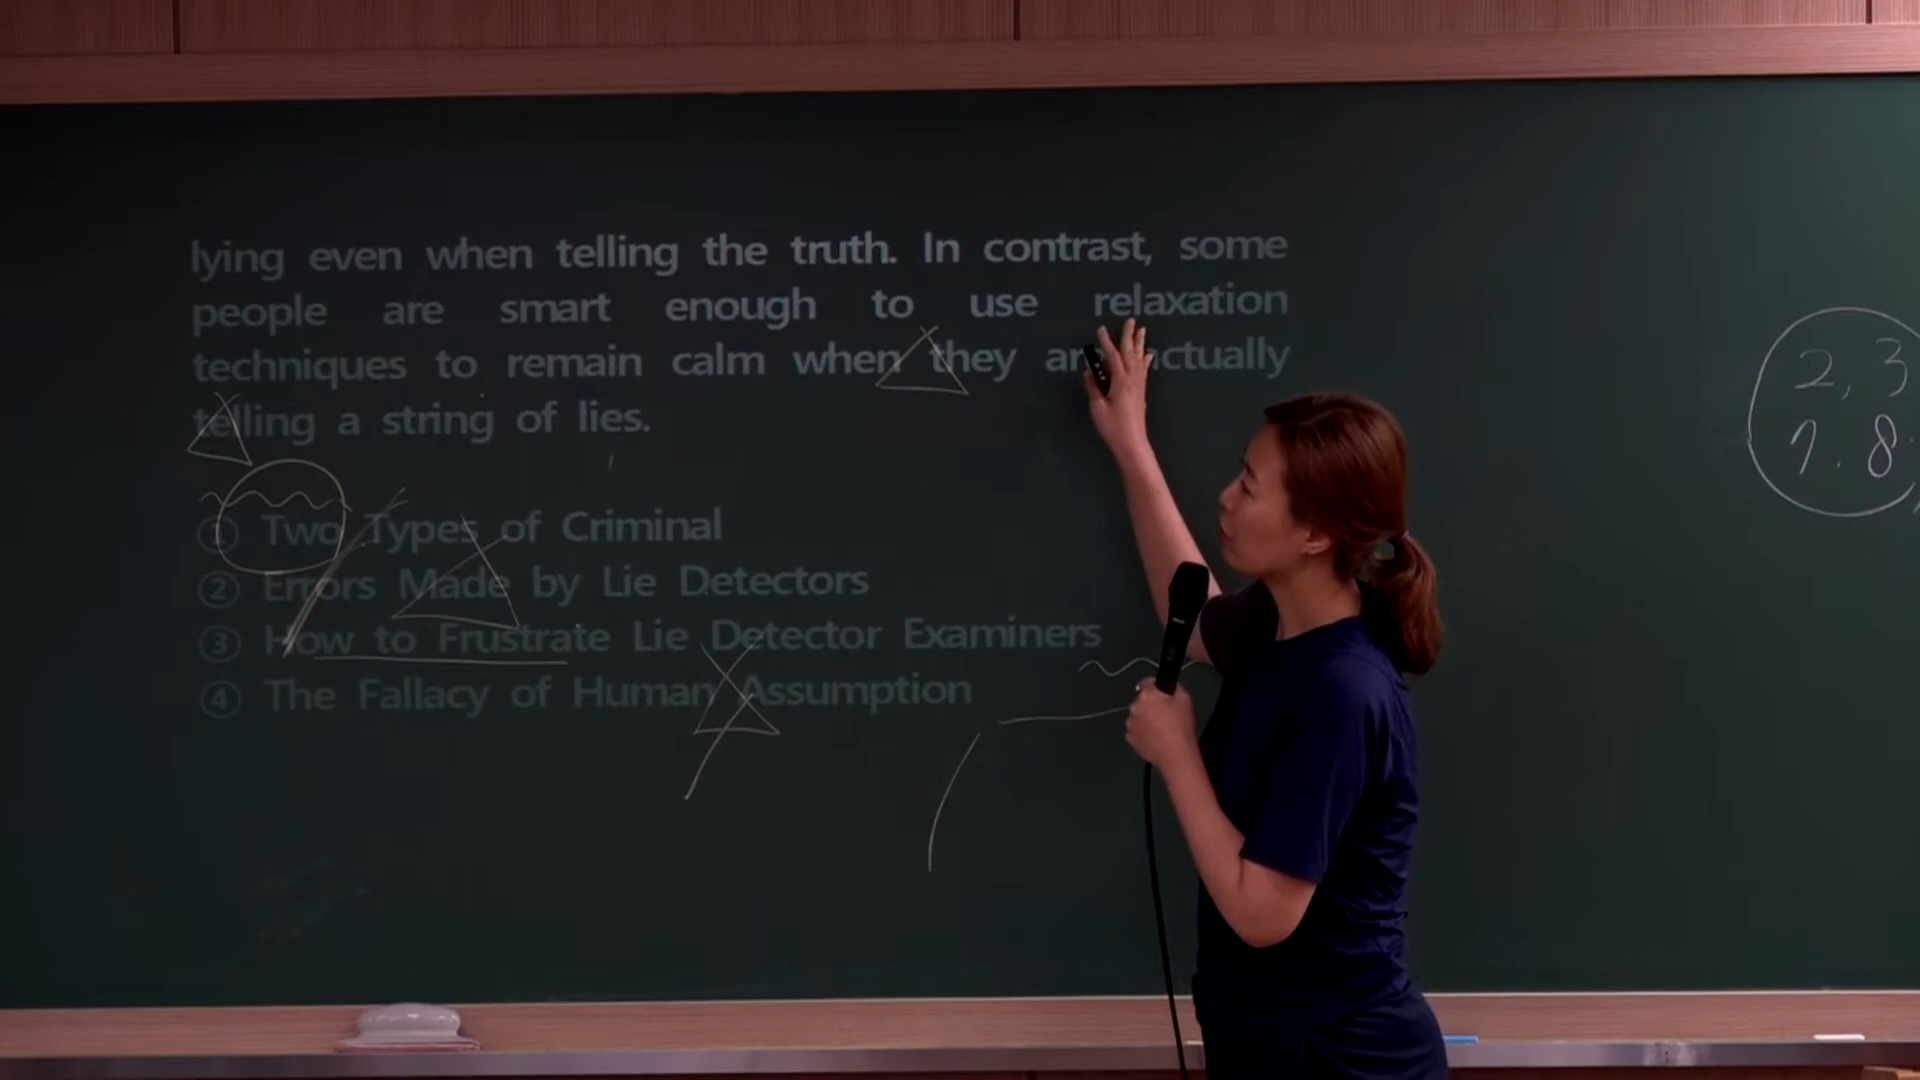 lying even when telling the truth. In contrast, some
people are smart enough to use relaxation
techniques to remain calm when they are actually
telling a string of lies.
① Two Types of Criminal
② Errors Made by Lie Detectors
③ How to Frustrate Lie Detector Examiners
④ The Fallacy of Human Assumption
2, 3
7. 8.